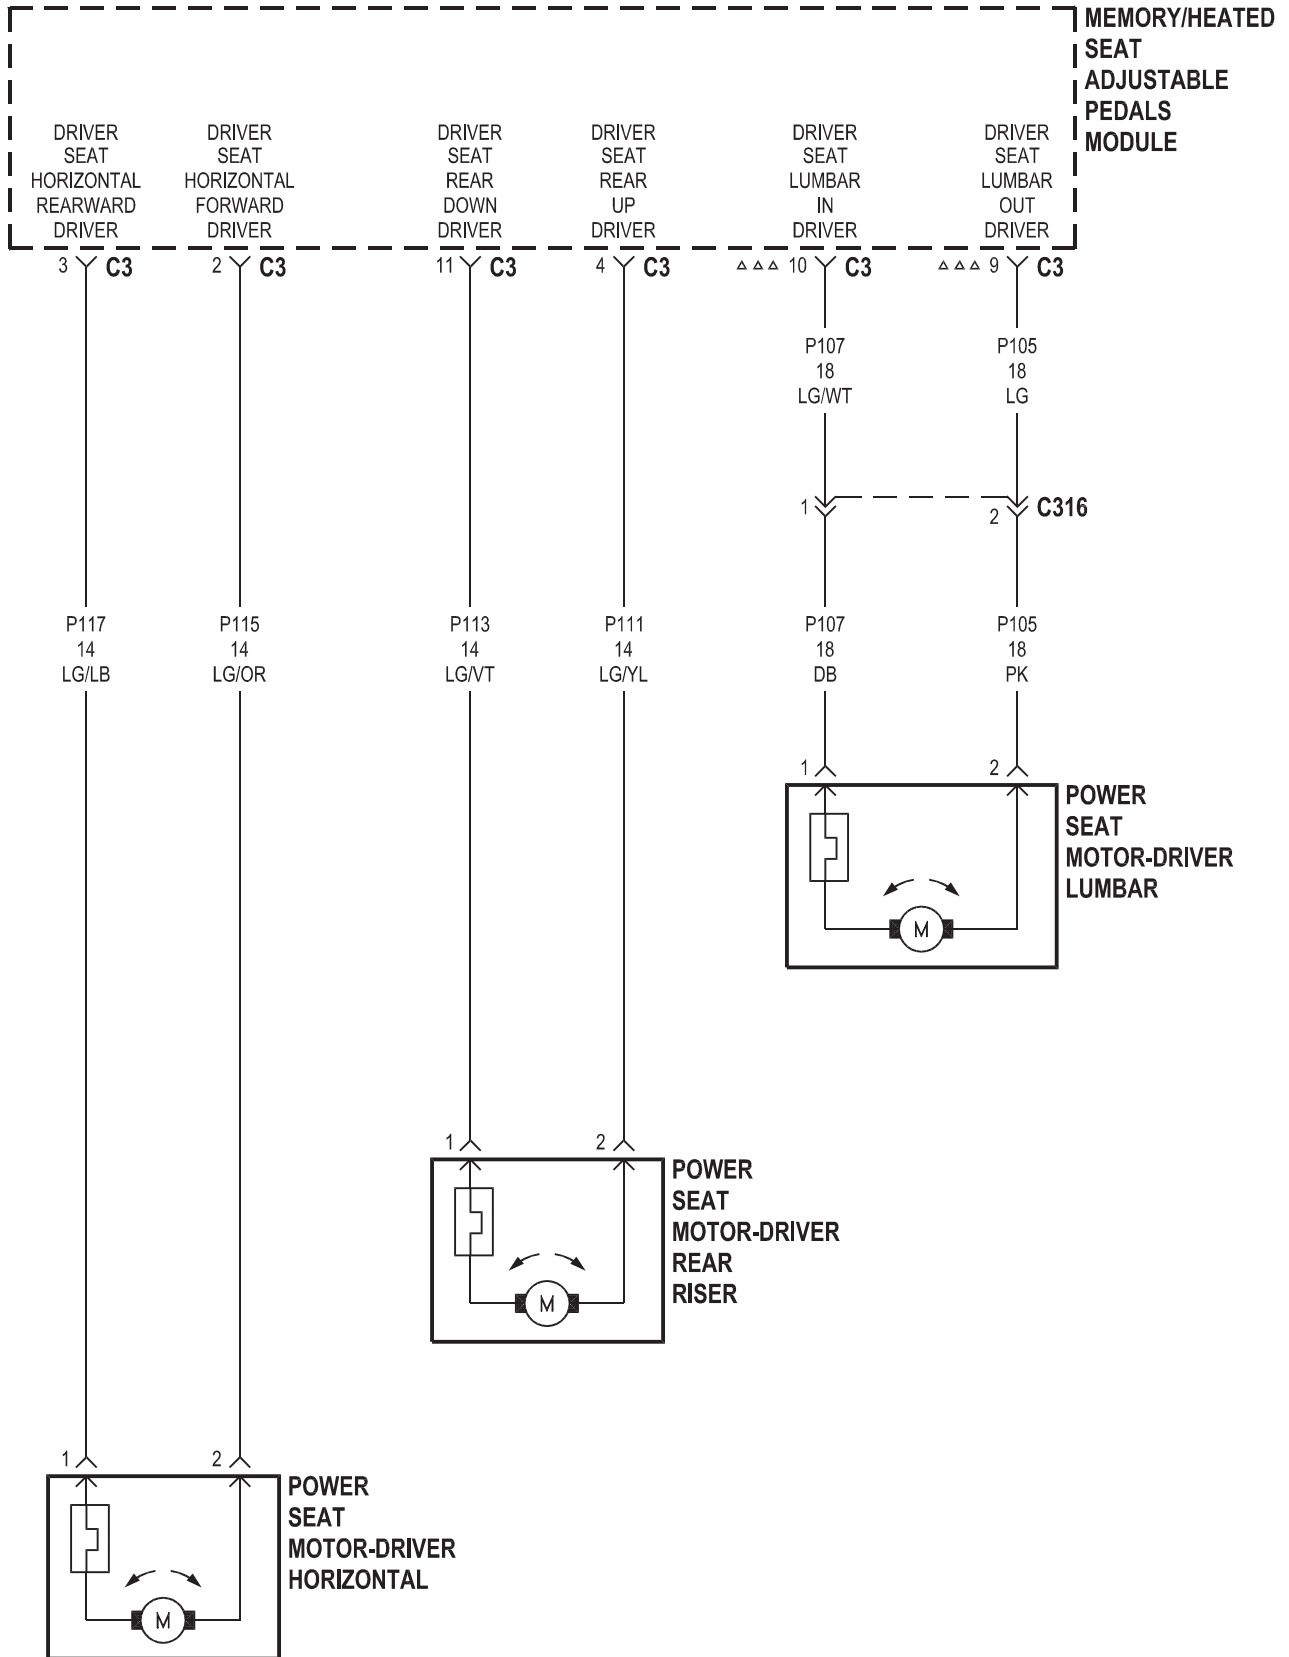 MEMORY/HEATED
SEAT
ADJUSTABLE
PEDALS
MODULE
DRIVER
SEAT
HORIZONTAL
REARWARD
DRIVER
DRIVER
SEAT
HORIZONTAL
FORWARD
DRIVER
DRIVER
SEAT
REAR
DOWN
DRIVER
DRIVER
SEAT
REAR
UP
DRIVER
DRIVER
SEAT
LUMBAR
IN
DRIVER
DRIVER
SEAT
LUMBAR
OUT
DRIVER
3 C3
2 C3
11 C3
4 C3
10 C3
9 C3
P107
18
LG/WT
P105
18
LG
1
2 C316
P117
14
LG/LB
P115
14
LG/OR
P113
14
LG/VT
P111
14
LG/YL
P107
18
DB
P105
18
PK
1
2
POWER
SEAT
MOTOR-DRIVER
LUMBAR
M
1
2
POWER
SEAT
MOTOR-DRIVER
REAR
RISER
M
1
2
POWER
SEAT
MOTOR-DRIVER
HORIZONTAL
M